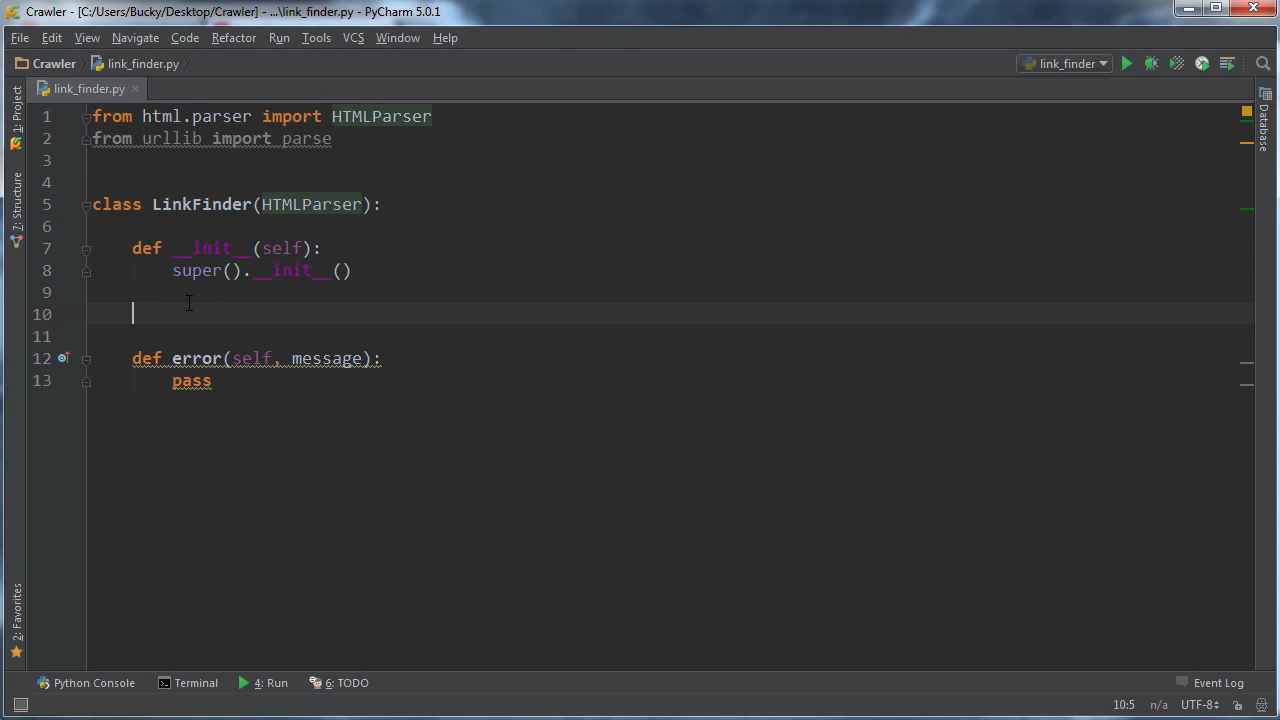 Crawler - [C:/Users/Bucky/Desktop/Crawler] - ...\link_finder.py - PyCharm 5.0.1
File Edit View Navigate Code Refactor Run Tools VCS Window Help
Crawler link_finder.py link_finder
link_finder.py
1: Project
7: Structure
2: Favorites
Database
1 from html.parser import HTMLParser
2 from urllib import parse
3
4
5 class LinkFinder(HTMLParser):
6
7 def __init__(self):
8 super().__init__()
9
10
11
12 def error(self, message):
13 pass
Python Console Terminal 4: Run 6: TODO Event Log
10:5 n/a UTF-8